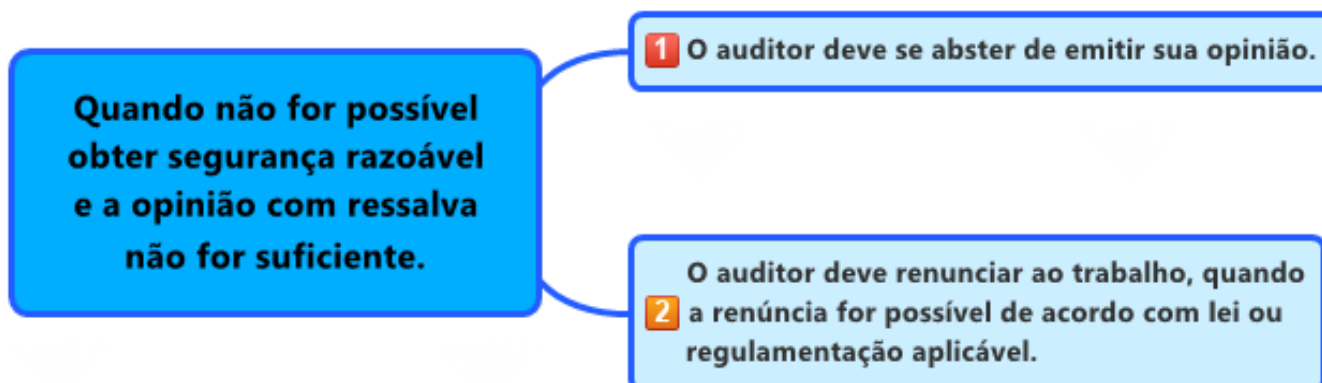 Quando não for possível
obter segurança razoável
e a opinião com ressalva
não for suficiente.
1 O auditor deve se abster de emitir sua opinião.
O auditor deve renunciar ao trabalho, quando
2 a renúncia for possível de acordo com lei ou
regulamentação aplicável.